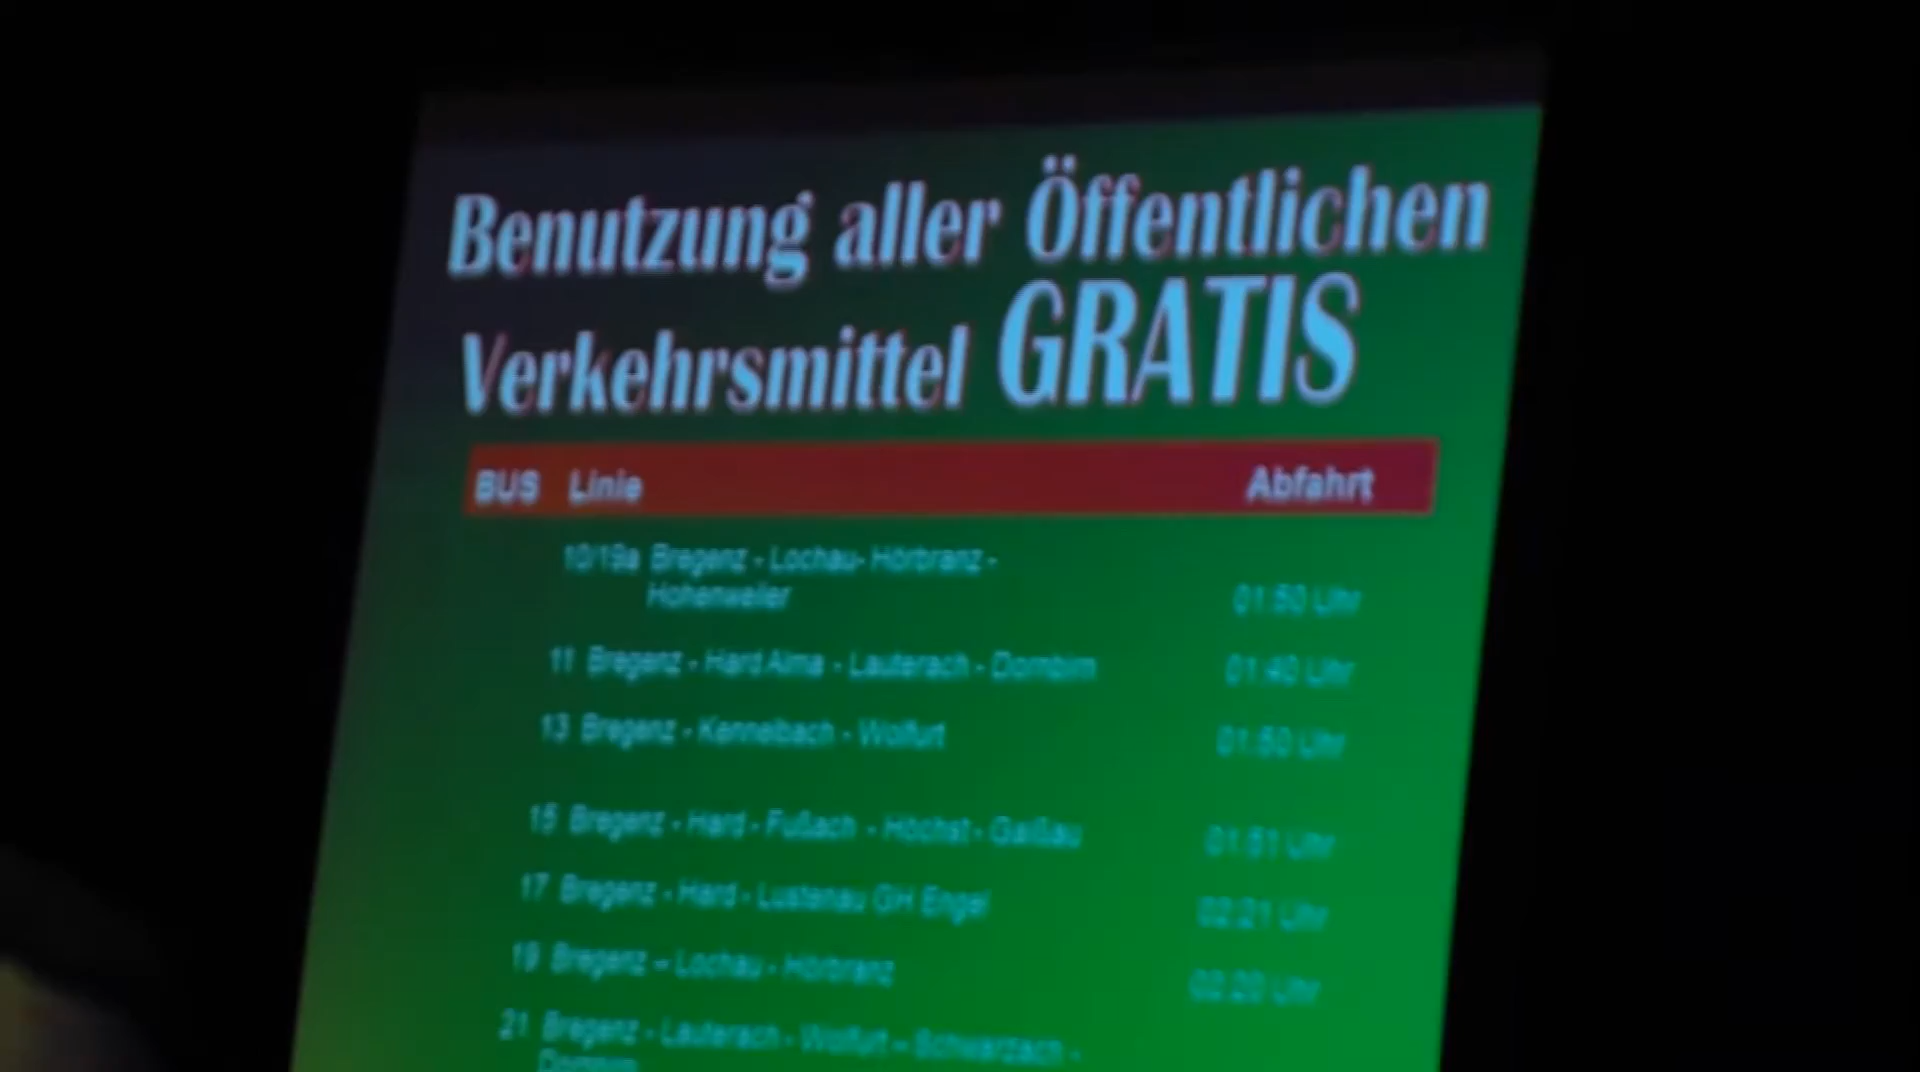 Benutzung aller Öffentlichen
Verkehrsmittel GRATIS
BUS Linie Abfahrt
10/19a Bregenz - Lochau- Hörbranz -
Hohenweiler 01:50 Uhr
11 Bregenz - Hard Alma - Lauterach - Dornbirn 01:40 Uhr
13 Bregenz - Kennelbach - Wolfurt 01:50 Uhr
15 Bregenz - Hard - Fußach - Höchst - Gaißau 01:51 Uhr
17 Bregenz - Hard - Lustenau GH Engel 02:21 Uhr
19 Bregenz – Lochau - Hörbranz 02:20 Uhr
21 Bregenz - Lauterach - Wolfurt – Schwarzach -